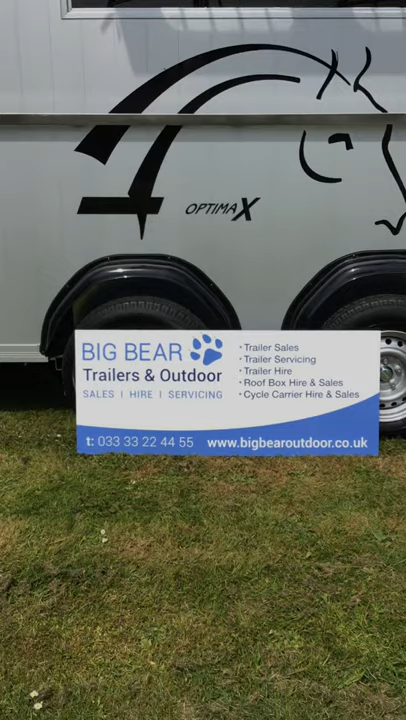 OPTIMA X
BIG BEAR
Trailers & Outdoor
SALES | HIRE | SERVICING
• Trailer Sales
• Trailer Servicing
• Trailer Hire
• Roof Box Hire & Sales
• Cycle Carrier Hire & Sales
t: 033 33 22 44 55 www.bigbearoutdoor.co.uk